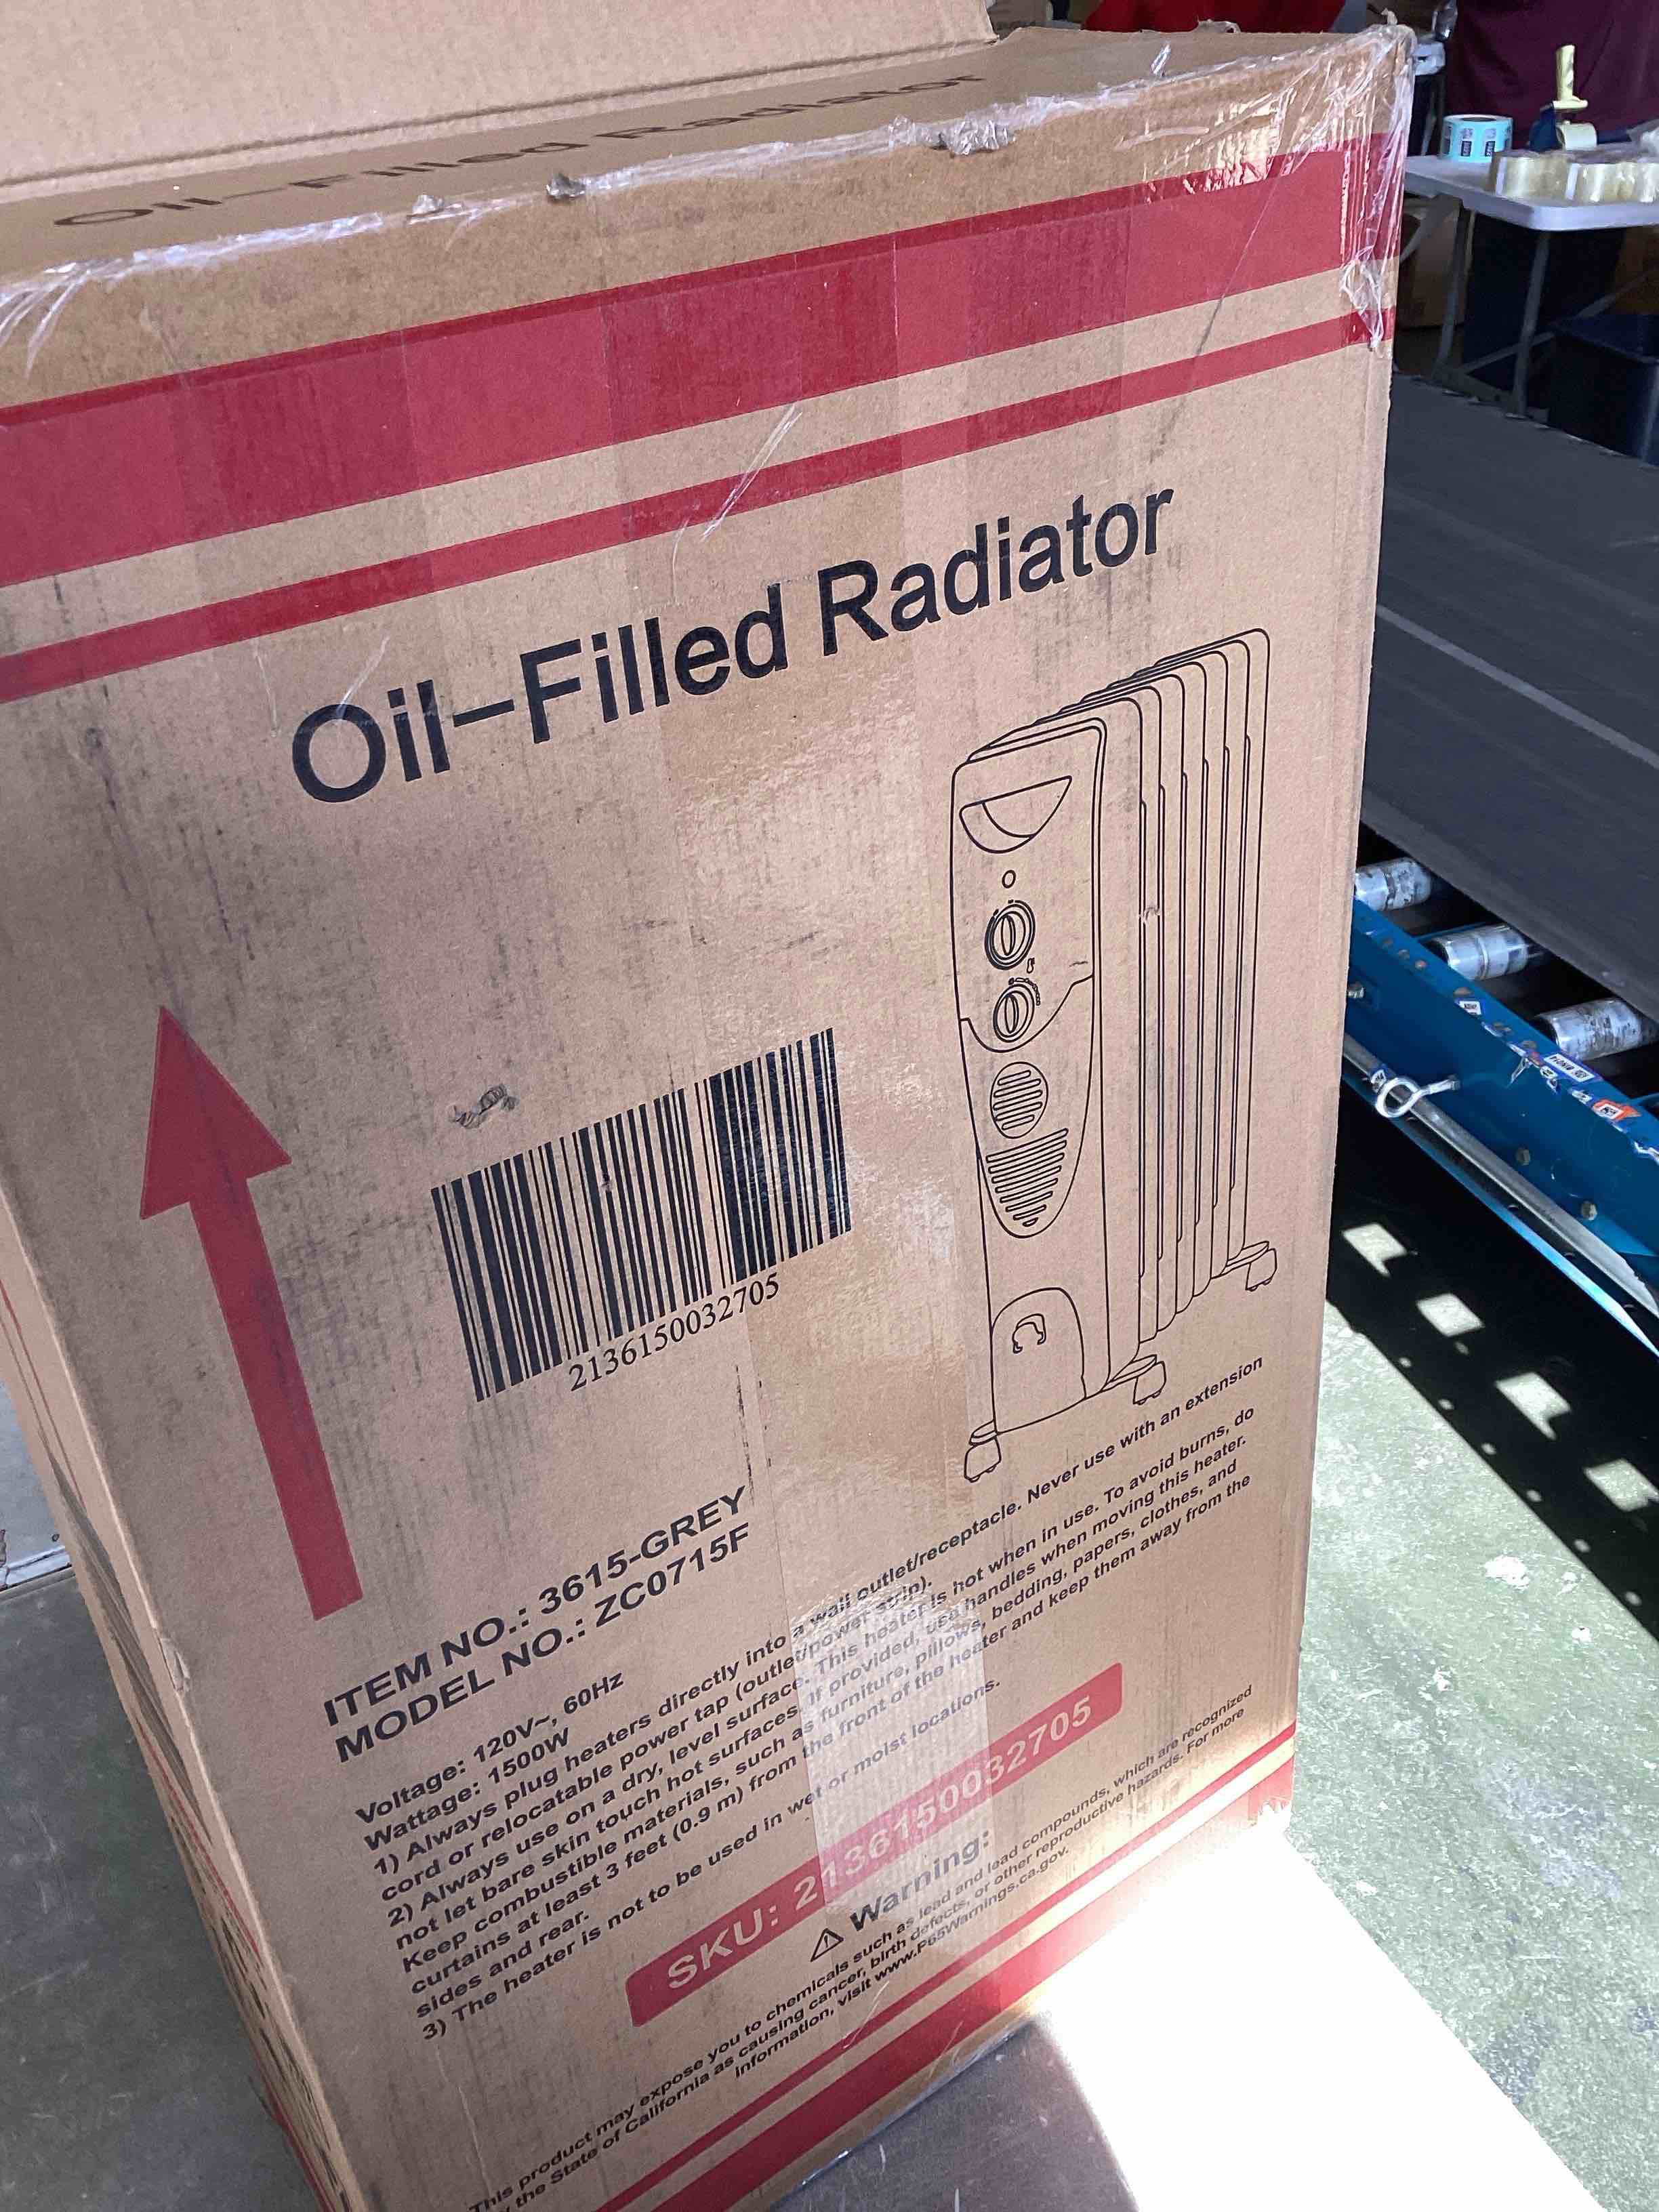 Oil-Filled Radiator
Oil-Filled Radiator
2136150032705
ITEM NO.: 3615-GREY
MODEL NO.: ZC0715F
Voltage: 120V~, 60Hz
Wattage: 1500W
1) Always plug heaters directly into a wall outlet/receptacle. Never use with an extension
cord or relocatable power tap (outlet/power strip).
2) Always use on a dry, level surface. This heater is hot when in use. To avoid burns, do
not let bare skin touch hot surfaces. If provided, use handles when moving this heater.
Keep combustible materials, such as furniture, pillows, bedding, papers, clothes, and
curtains at least 3 feet (0.9 m) from the front of the heater and keep them away from the
sides and rear.
3) The heater is not to be used in wet or moist locations.
SKU: 2136150032705
⚠ Warning:
This product may expose you to chemicals such as lead and lead compounds, which are recognized
the State of California as causing cancer, birth defects, or other reproductive hazards. For more
information, visit www.P65Warnings.ca.gov.